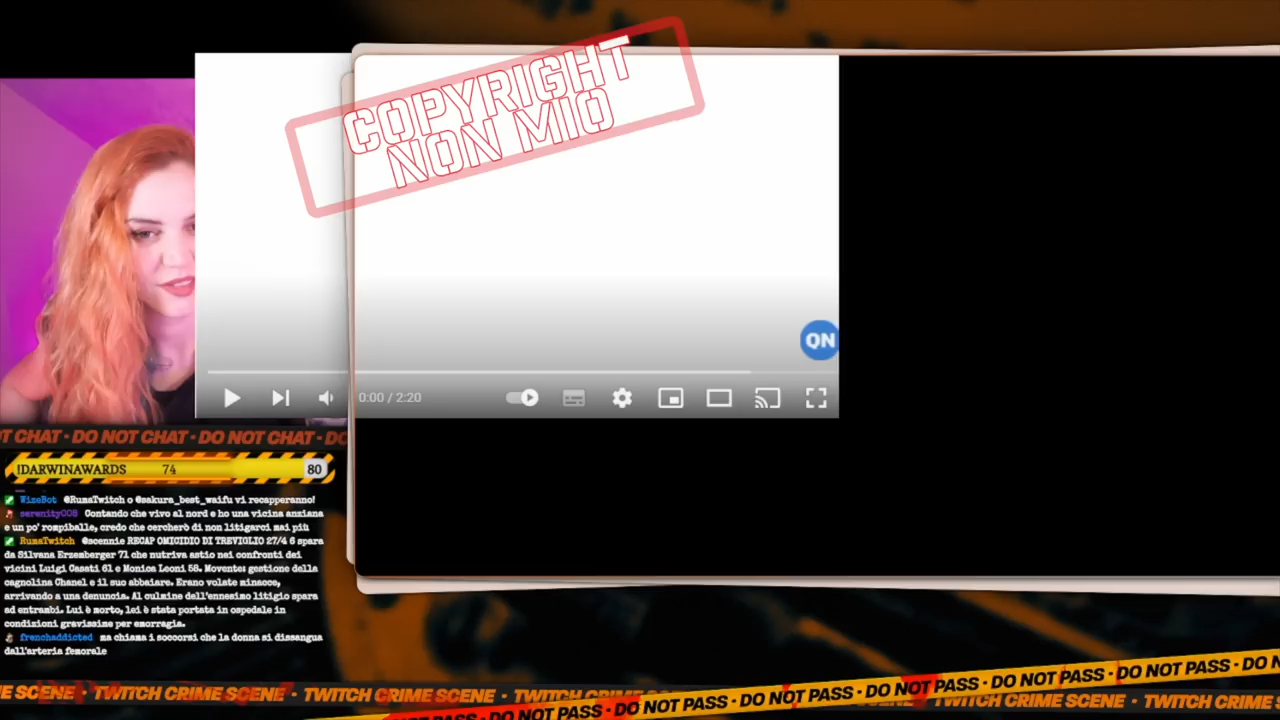 COPYRIGHT
NON MIO
QN
0:00 / 2:20
T CHAT · DO NOT CHAT · DO NOT CHAT · DO
!DARWINAWARDS 74 80
WizeBot @RumaTwitch o @sakura_best_waifu vi recapperanno!
serenity008 Contando che vivo al nord e ho una vicina anziana
e un po' rompiballe, credo che cercherò di non litigarci mai più
RumaTwitch @scennie RECAP OMICIDIO DI TREVIGLIO 27/4 6 spara
da Silvana Erzemberger 71 che nutriva astio nei confronti dei
vicini Luigi Casati 61 e Monica Leoni 58. Movente: gestione della
cagnolina Chanel e il suo abbaiare. Erano volate minacce,
arrivando a una denuncia. Al culmine dell'ennesimo litigio spara
ad entrambi. Lui è morto, lei è stata portata in ospedale in
condizioni gravissime per emorragia.
frenchaddicted ma chiama i soccorsi che la donna si dissangua
dall'arteria femorale
DO NOT PASS · DO NOT PASS · DO NOT PASS · DO NOT PASS · DO NOT PASS · DO
E SCENE · TWITCH CRIME SCENE · TWITCH CRIME SCENE · TWITCH TWITCH CRIME SCENE · TWITCH